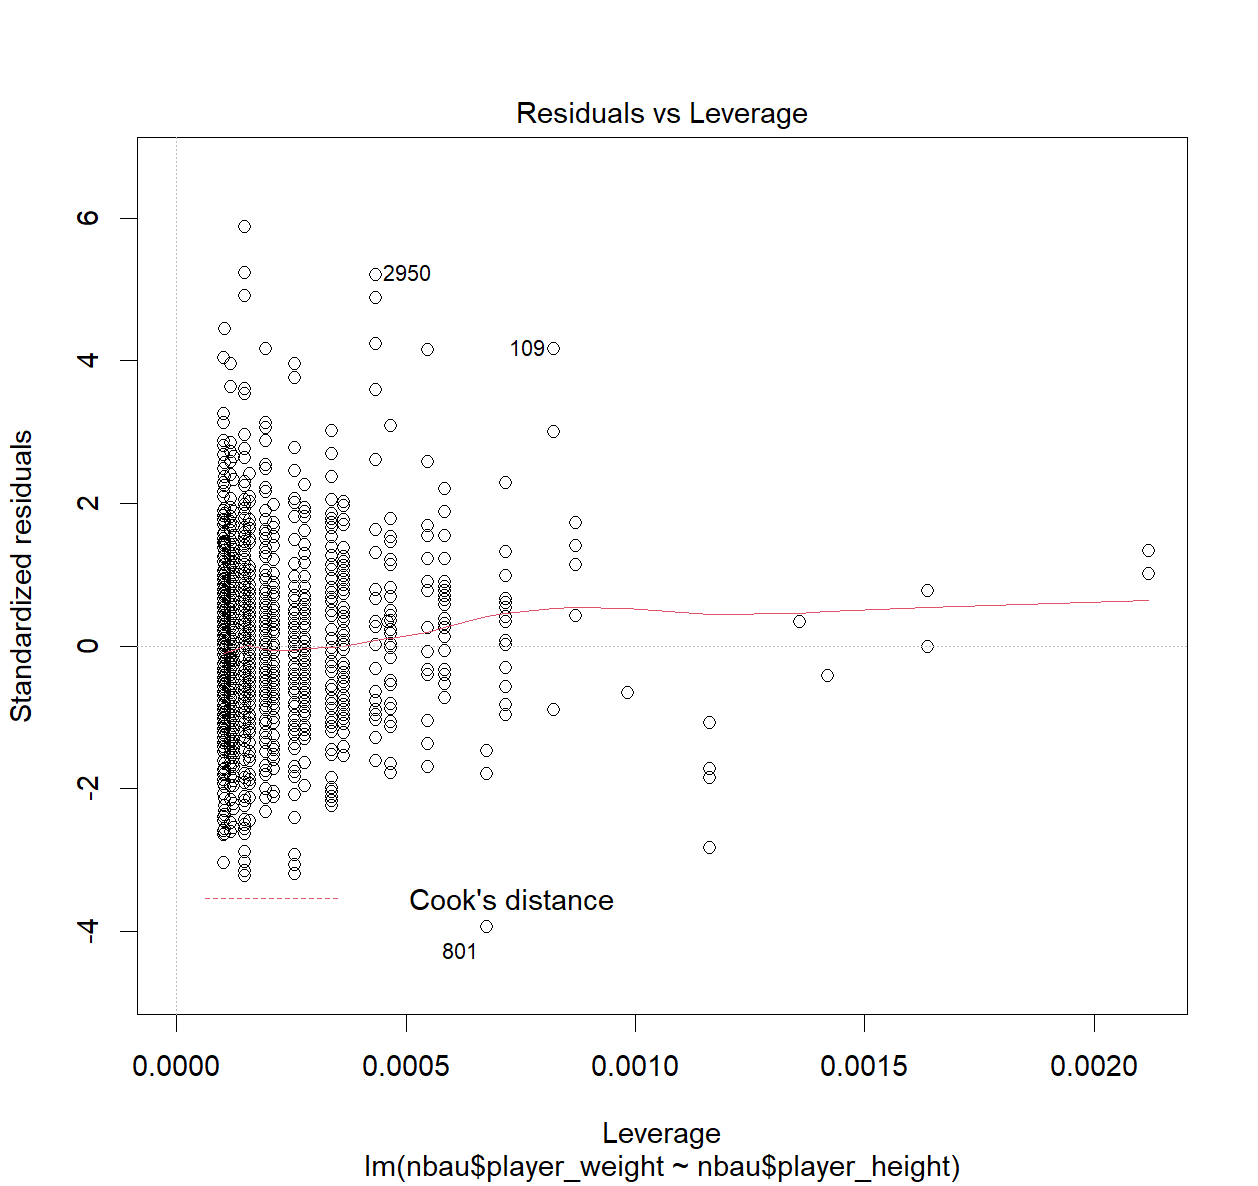 Residuals vs Leverage
Standardized residuals
6
4
2
0
-2
-4
2950
109
Cook's distance
801
0.0000 0.0005 0.0010 0.0015 0.0020
Leverage
lm(nbau$player_weight ~ nbau$player_height)